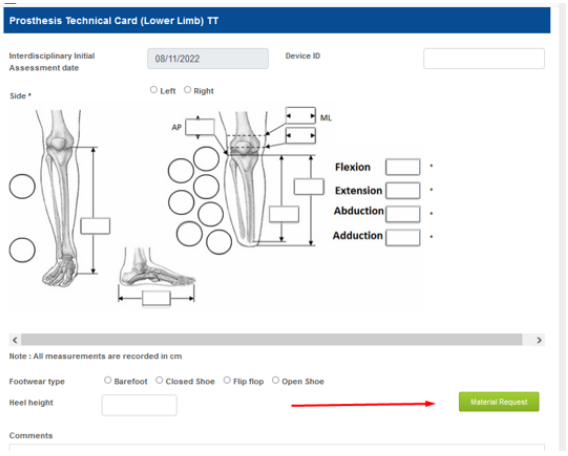 Prosthesis Technical Card (Lower Limb) TT
Interdisciplinary Initial
Assessment date
08/11/2022
Device ID
Side *
Left
Right
AP
ML
Flexion °
Extension °
Abduction °
Adduction °
Note : All measurements are recorded in cm
Footwear type
Barefoot
Closed Shoe
Flip flop
Open Shoe
Heel height
Material Request
Comments